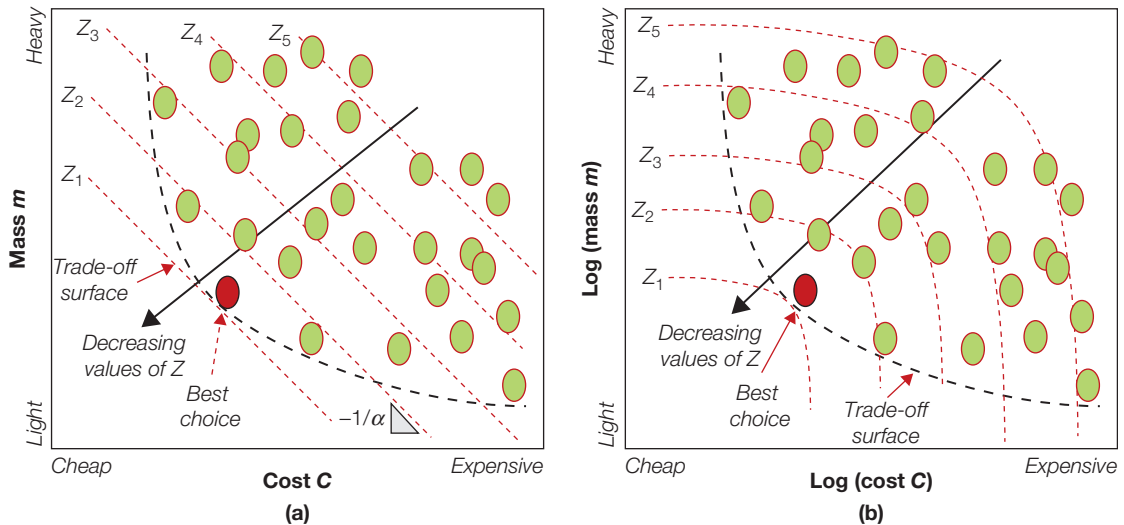 Heavy
Mass m
Light
Z3
Z4
Z5
Z2
Z1
Trade-off
surface
Decreasing
values of Z
Best
choice
−1/α
Cheap
Expensive
Cost C
(a)
Heavy
Log (mass m)
Light
Z5
Z4
Z3
Z2
Z1
Decreasing
values of Z
Best
choice
Trade-off
surface
Cheap
Expensive
Log (cost C)
(b)